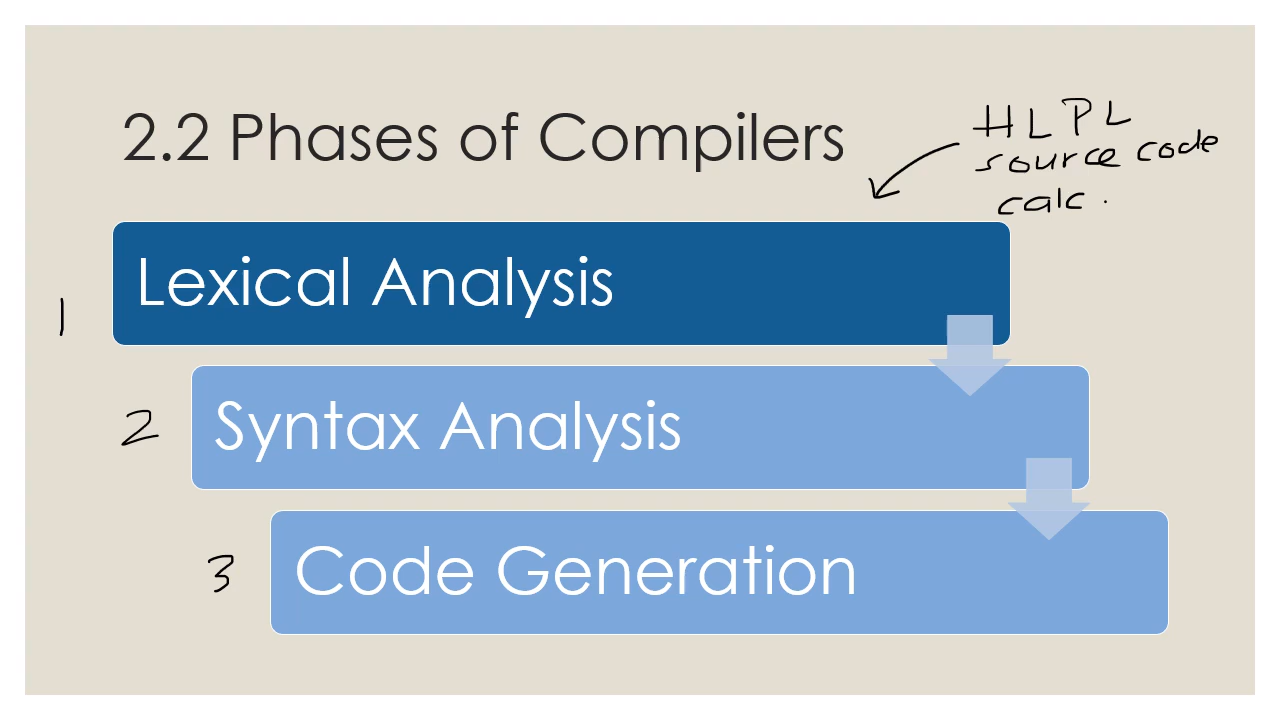 2.2 Phases of Compilers
HLPL
source code
calc.
Lexical Analysis
1
Syntax Analysis
2
Code Generation
3